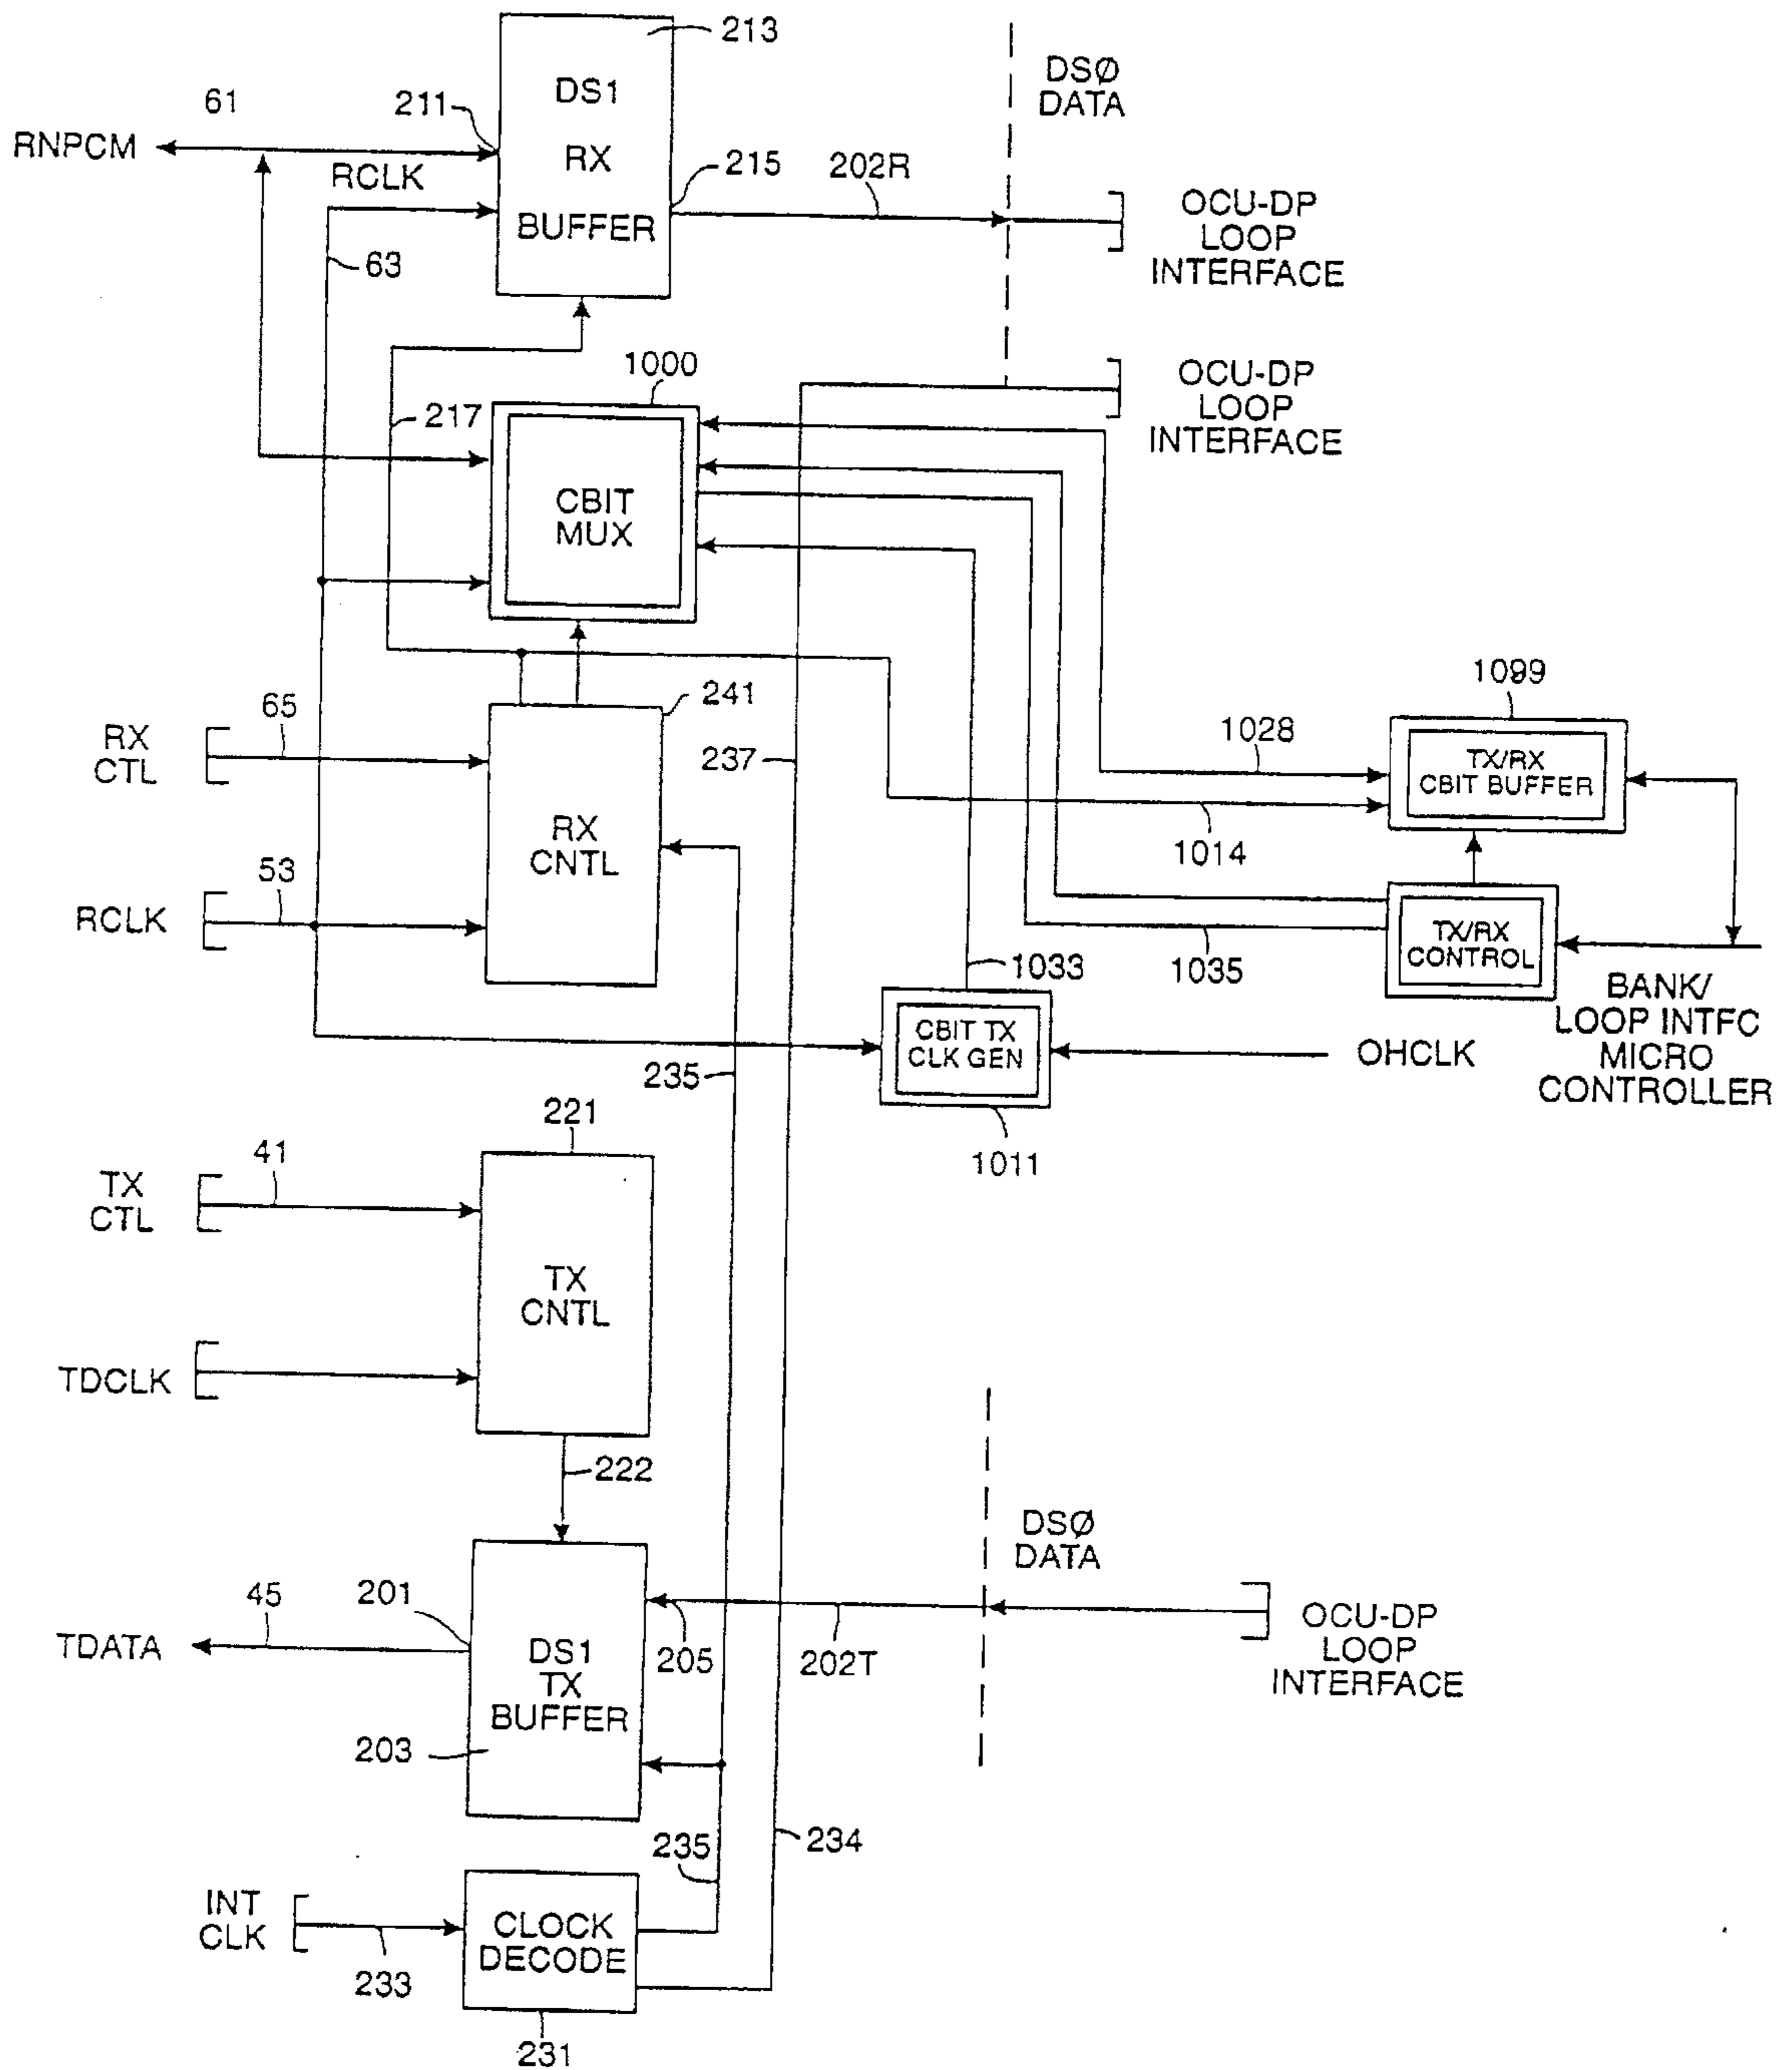 213
DS1
RX
BUFFER
DSØ
DATA
61
211
RNPCM
RCLK
215
202R
OCU-DP
LOOP
INTERFACE
63
1000
OCU-DP
LOOP
INTERFACE
217
CBIT
MUX
1099
TX/RX
CBIT BUFFER
241
65
RX
CTL
1028
237
RX
CNTL
1014
53
RCLK
TX/RX
CONTROL
1033
1035
BANK/
LOOP INTFC
MICRO
CONTROLLER
CBIT TX
CLK GEN
OHCLK
235
221
1011
41
TX
CTL
TX
CNTL
TDCLK
222
DSØ
DATA
45
201
TDATA
DS1
TX
BUFFER
205
202T
OCU-DP
LOOP
INTERFACE
203
235
234
INT
CLK
CLOCK
DECODE
233
231